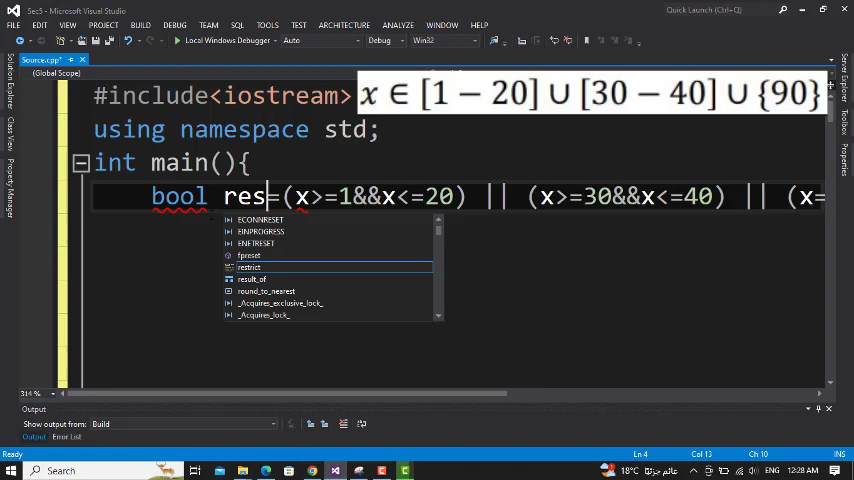 Sec5 - Microsoft Visual Studio
Quick Launch (Ctrl+Q)
FILE EDIT VIEW PROJECT BUILD DEBUG TEAM SQL TOOLS TEST ARCHITECTURE ANALYZE WINDOW HELP
Local Windows Debugger Auto Debug Win32
Source.cpp*
(Global Scope)
x ∈ [1 − 20] ∪ [30 − 40] ∪ {90}
#include<iostream>
using namespace std;
int main(){
bool res=(x>=1&&x<=20) || (x>=30&&x<=40) || (x=
ECONNRESET
EINPROGRESS
ENETRESET
fpreset
restrict
result_of
round_to_nearest
_Acquires_exclusive_lock_
_Acquires_lock_
Solution Explorer
Class View
Property Manager
Server Explorer
Toolbox
314 %
Output
Show output from: Build
Output Error List
Ln 4 Col 13 Ch 10 INS
Search
18°C عائم جزئيًا ENG 12:28 AM